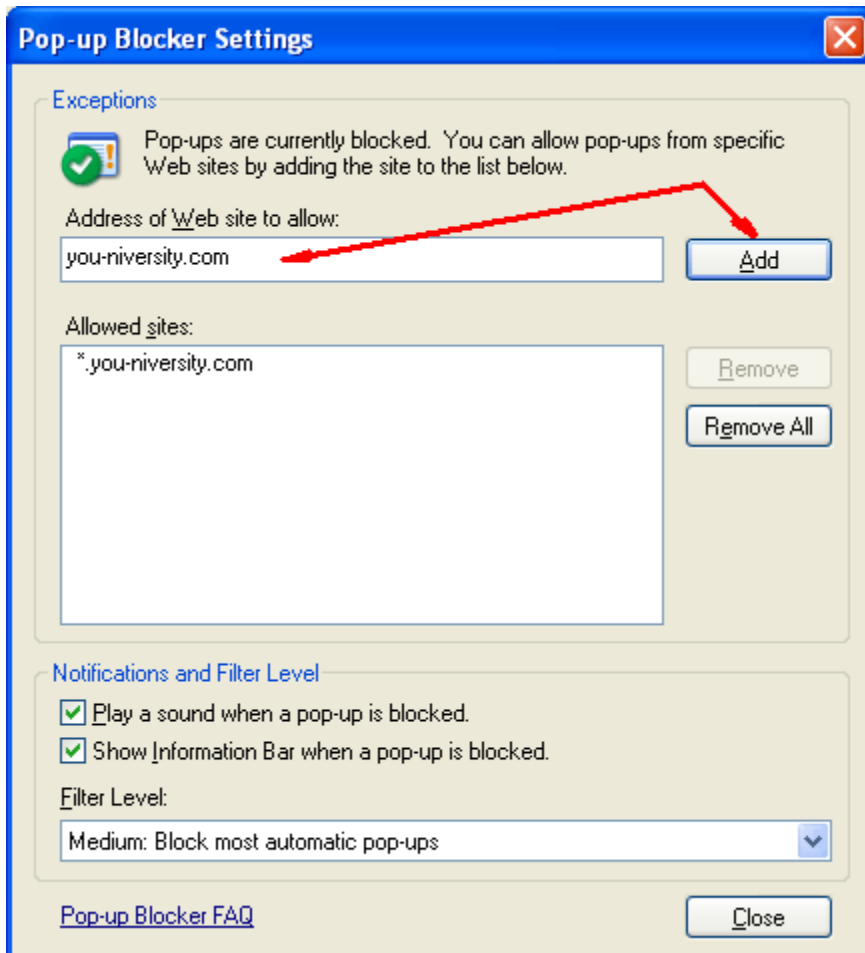 Pop-up Blocker Settings
Exceptions
Pop-ups are currently blocked. You can allow pop-ups from specific
Web sites by adding the site to the list below.
Address of Web site to allow:
you-niversity.com
Add
Allowed sites:
*.you-niversity.com
Remove
Remove All
Notifications and Filter Level
Play a sound when a pop-up is blocked.
Show Information Bar when a pop-up is blocked.
Filter Level:
Medium: Block most automatic pop-ups
Pop-up Blocker FAQ
Close